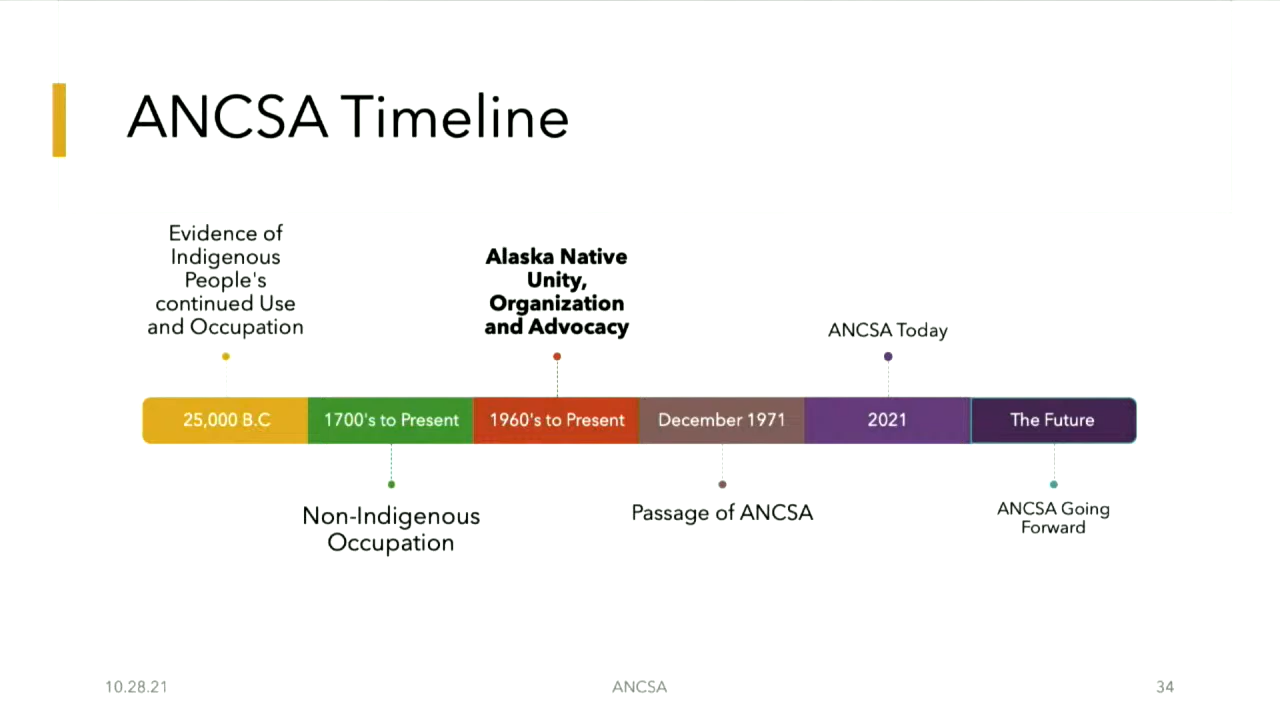 ANCSA Timeline
Evidence of
Indigenous
People's
continued Use
and Occupation
Alaska Native
Unity,
Organization
and Advocacy
ANCSA Today
25,000 B.C
1700's to Present
1960's to Present
December 1971
2021
The Future
Non-Indigenous
Occupation
Passage of ANCSA
ANCSA Going
Forward
10.28.21
ANCSA
34